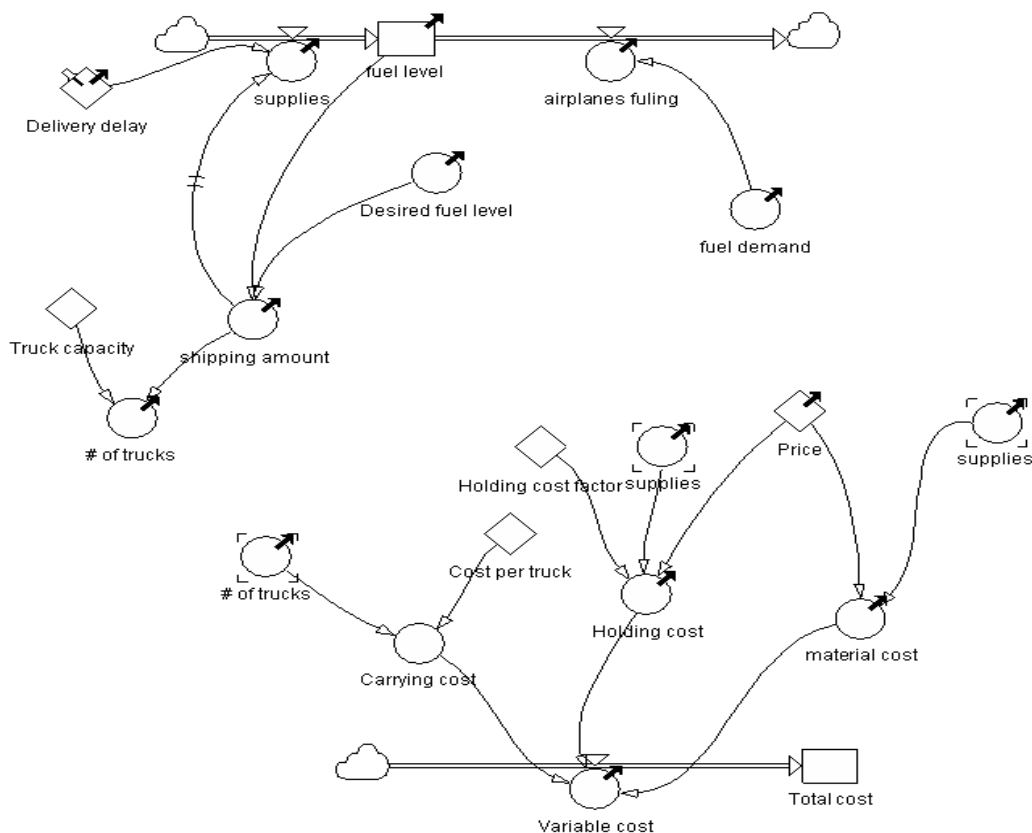 fuel level
supplies
airplanes fuling
Delivery delay
Desired fuel level
fuel demand
Truck capacity
shipping amount
# of trucks
Price
supplies
Holding cost factor
supplies
Cost per truck
# of trucks
Holding cost
material cost
Carrying cost
Total cost
Variable cost